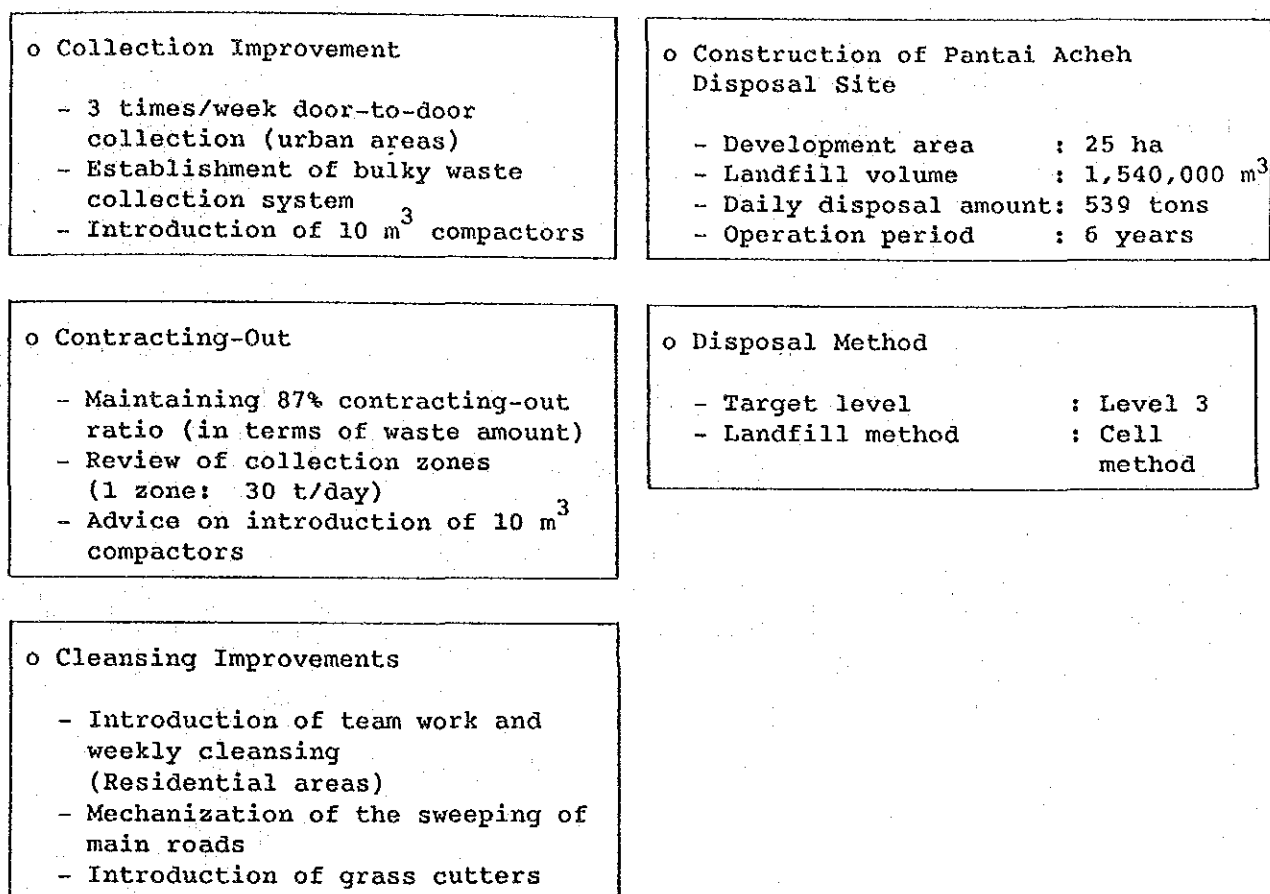 o Collection Improvement
- 3 times/week door-to-door
collection (urban areas)
- Establishment of bulky waste
collection system
- Introduction of 10 m³ compactors
o Contracting-Out
- Maintaining 87% contracting-out
ratio (in terms of waste amount)
- Review of collection zones
(1 zone: 30 t/day)
- Advice on introduction of 10 m³
compactors
o Cleansing Improvements
- Introduction of team work and
weekly cleansing
(Residential areas)
- Mechanization of the sweeping of
main roads
- Introduction of grass cutters
o Construction of Pantai Acheh
Disposal Site
- Development area : 25 ha
- Landfill volume : 1,540,000 m³
- Daily disposal amount: 539 tons
- Operation period : 6 years
o Disposal Method
- Target level : Level 3
- Landfill method : Cell
method